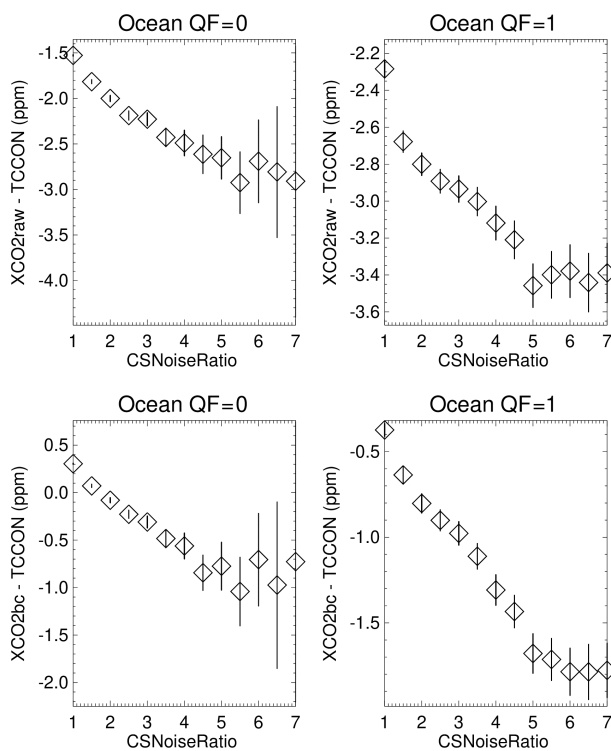 Ocean QF=0
XCO2raw - TCCON (ppm)
-1.5
-2.0
-2.5
-3.0
-3.5
-4.0
1 2 3 4 5 6 7
CSNoiseRatio
Ocean QF=1
XCO2raw - TCCON (ppm)
-2.2
-2.4
-2.6
-2.8
-3.0
-3.2
-3.4
-3.6
1 2 3 4 5 6 7
CSNoiseRatio
Ocean QF=0
XCO2bc - TCCON (ppm)
0.5
0.0
-0.5
-1.0
-1.5
-2.0
1 2 3 4 5 6 7
CSNoiseRatio
Ocean QF=1
XCO2bc - TCCON (ppm)
-0.5
-1.0
-1.5
1 2 3 4 5 6 7
CSNoiseRatio